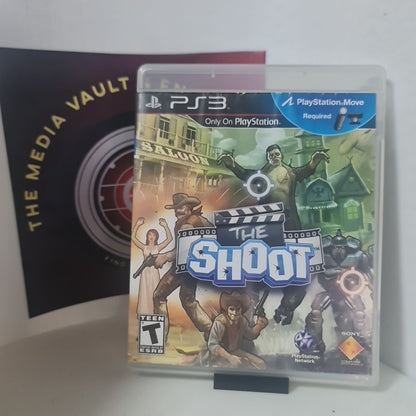 THE MEDIA VAULT
PS3
Only On PlayStation
PlayStation Move
Required
SALOON
THE
SHOOT
T
TEEN
ESRB
PlayStation
Network
SONY